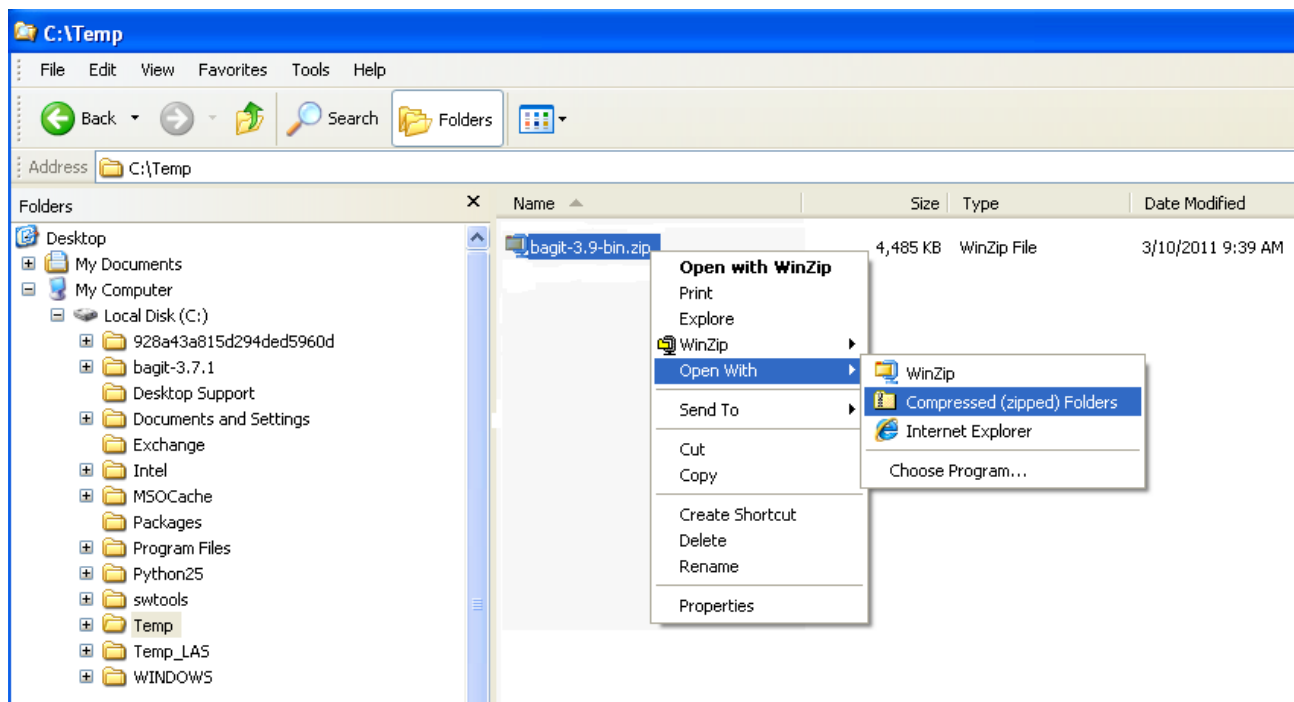 C:\Temp
File Edit View Favorites Tools Help
Back Search Folders
Address C:\Temp
Folders
Desktop
My Documents
My Computer
Local Disk (C:)
928a43a815d294ded5960d
bagit-3.7.1
Desktop Support
Documents and Settings
Exchange
Intel
MSOCache
Packages
Program Files
Python25
swtools
Temp
Temp_LAS
WINDOWS
Name Size Type Date Modified
bagit-3.9-bin.zip 4,485 KB WinZip File 3/10/2011 9:39 AM
Open with WinZip
Print
Explore
WinZip
Open With
Send To
Cut
Copy
Create Shortcut
Delete
Rename
Properties
WinZip
Compressed (zipped) Folders
Internet Explorer
Choose Program...